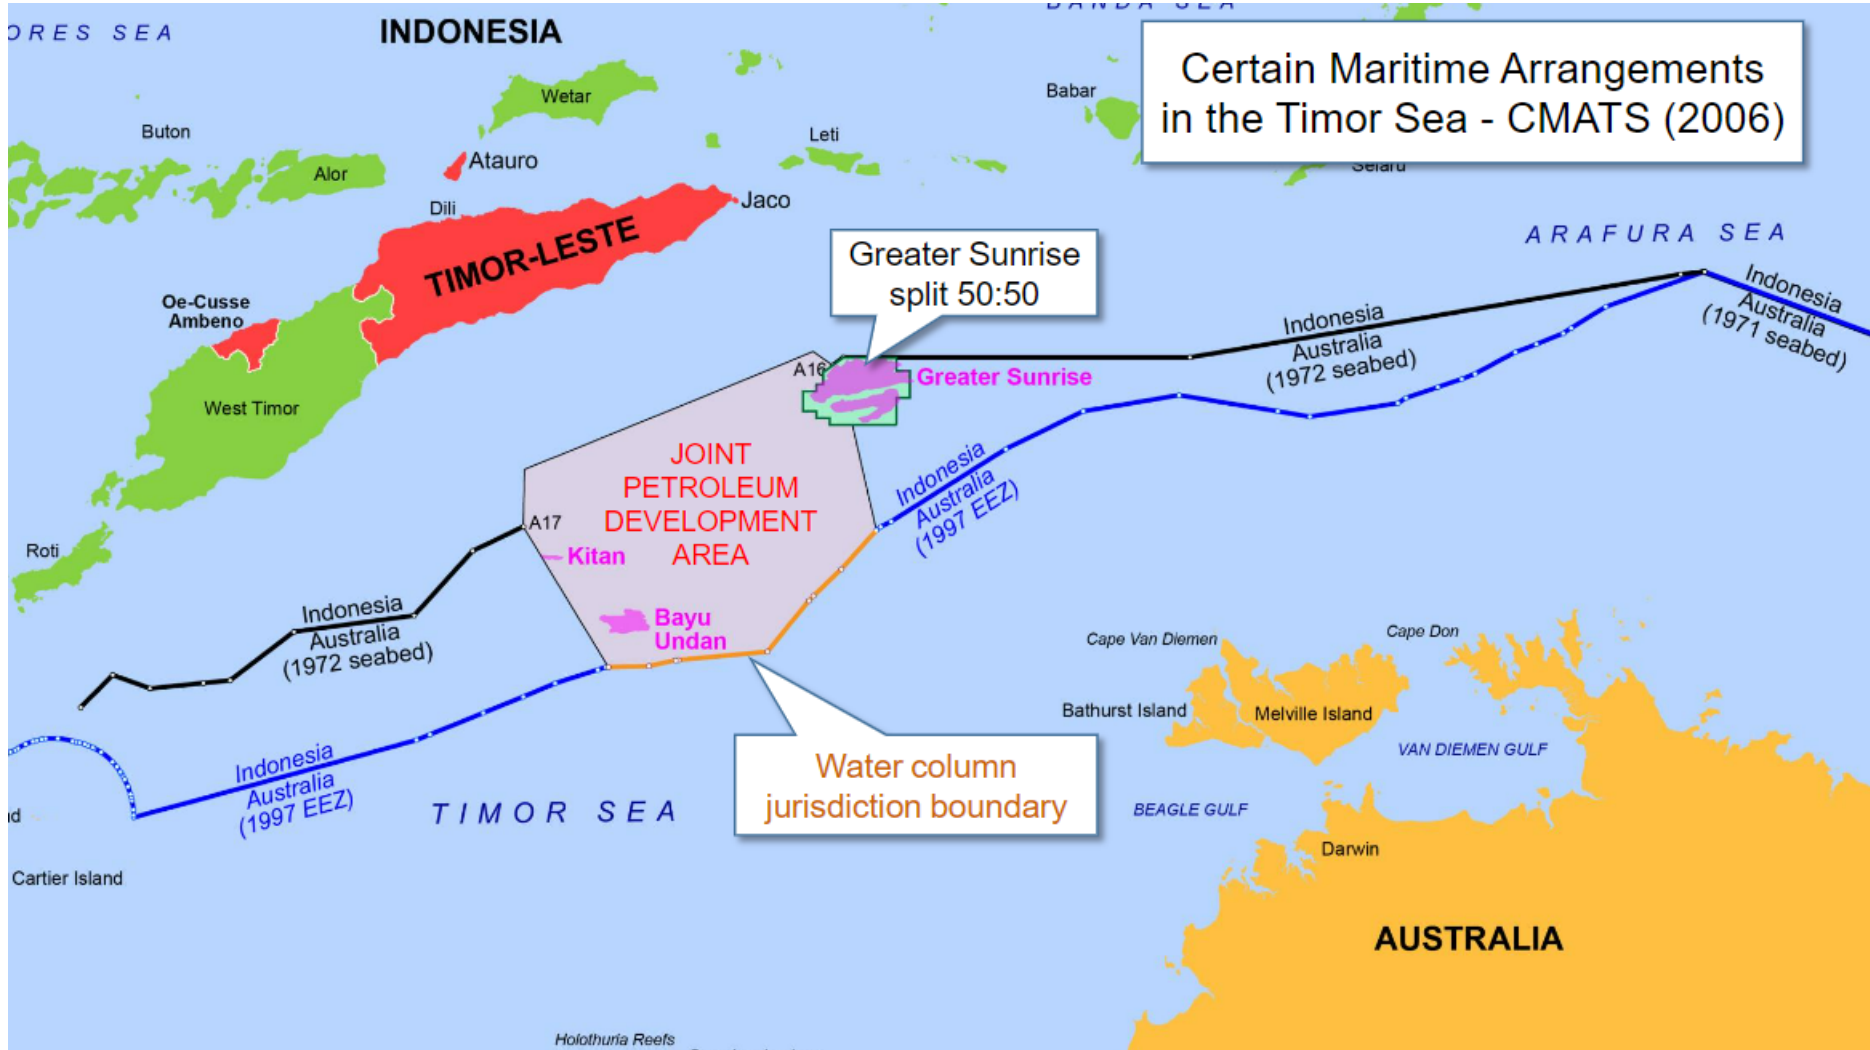 ORES SEA
INDONESIA
BANDA SEA
Certain Maritime Arrangements
in the Timor Sea - CMATS (2006)
Wetar
Babar
Buton
Leti
Atauro
Alor
Selaru
Dili
Jaco
TIMOR-LESTE
ARAFURA SEA
Greater Sunrise
split 50:50
Oe-Cusse
Ambeno
Indonesia
Australia
(1971 seabed)
Indonesia
Australia
(1972 seabed)
A16
Greater Sunrise
West Timor
JOINT
PETROLEUM
DEVELOPMENT
AREA
Indonesia
Australia
(1997 EEZ)
A17
Roti
Kitan
Indonesia
Australia
(1972 seabed)
Bayu
Undan
Cape Van Diemen
Cape Don
Bathurst Island
Melville Island
VAN DIEMEN GULF
Indonesia
Australia
(1997 EEZ)
Water column
jurisdiction boundary
TIMOR SEA
BEAGLE GULF
nd
Darwin
Cartier Island
AUSTRALIA
Holothuria Reefs